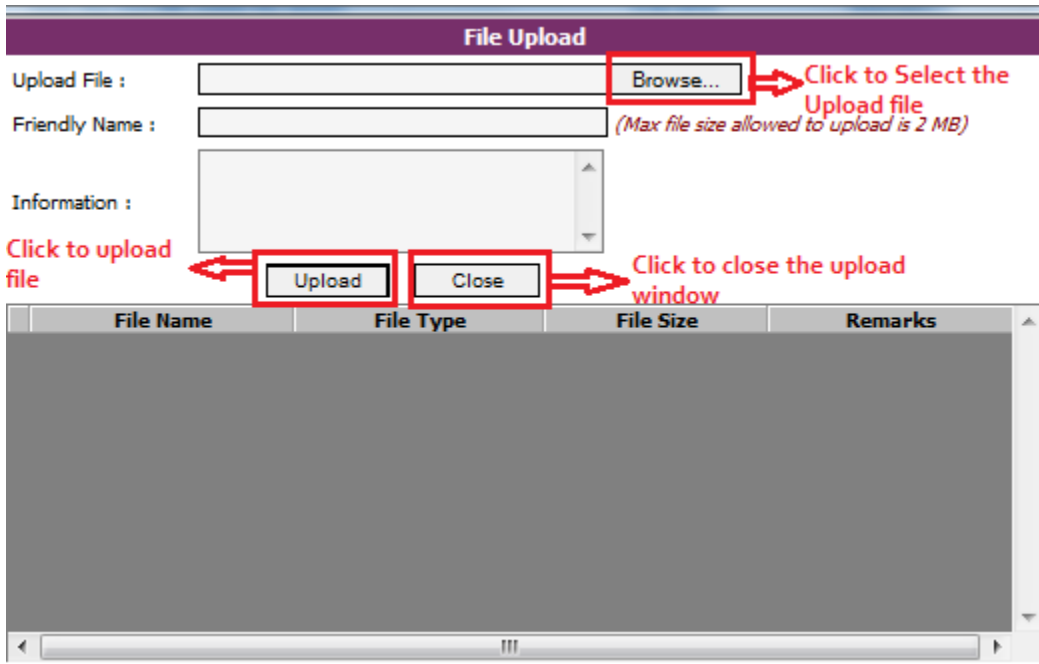 File Upload
Upload File :
Browse...
Click to Select the
Upload file
Friendly Name :
(Max file size allowed to upload is 2 MB)
Information :
Click to upload
file
Upload
Close
Click to close the upload
window
File Name File Type File Size Remarks